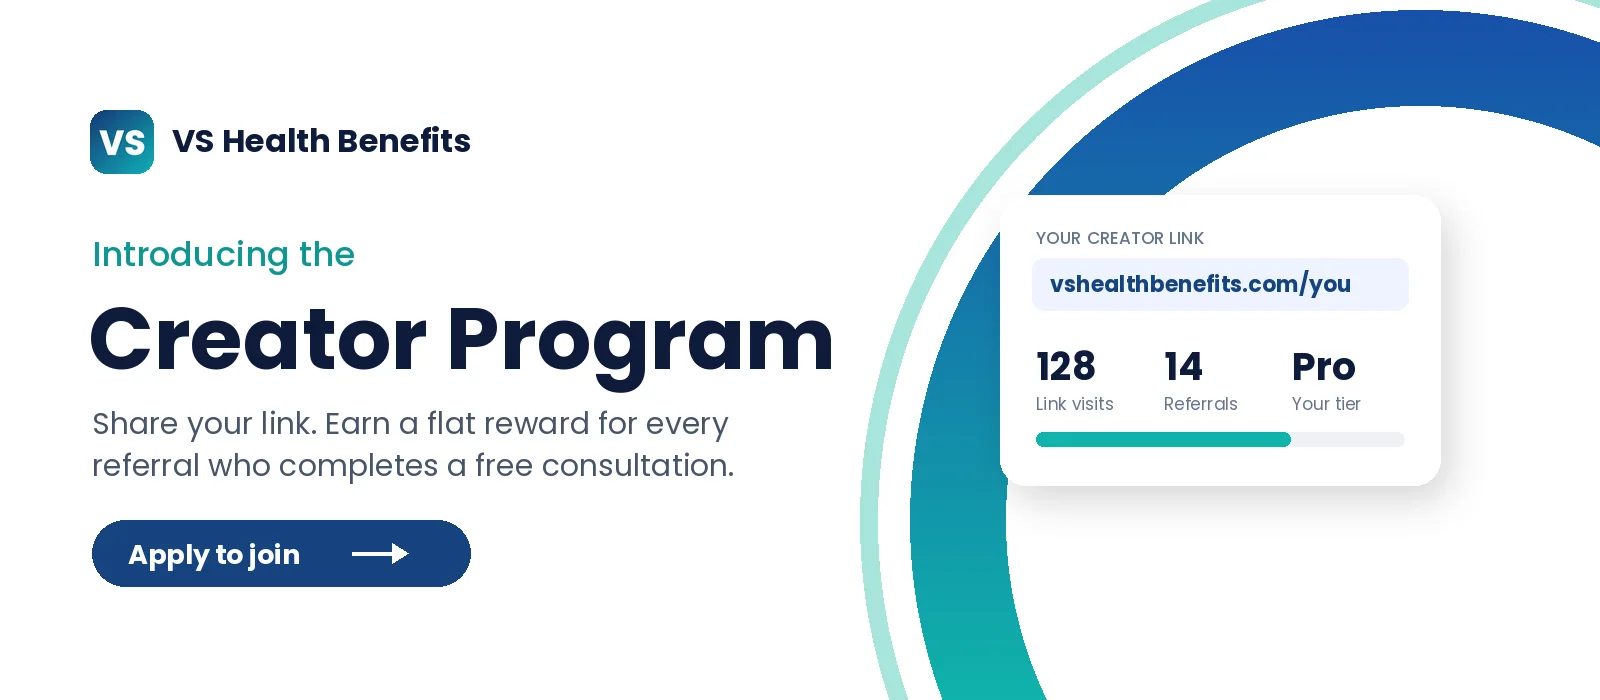 VS
VS Health Benefits
Introducing the
Creator Program
Share your link. Earn a flat reward for every
referral who completes a free consultation.
Apply to join
YOUR CREATOR LINK
vshealthbenefits.com/you
128
Link visits
14
Referrals
Pro
Your tier